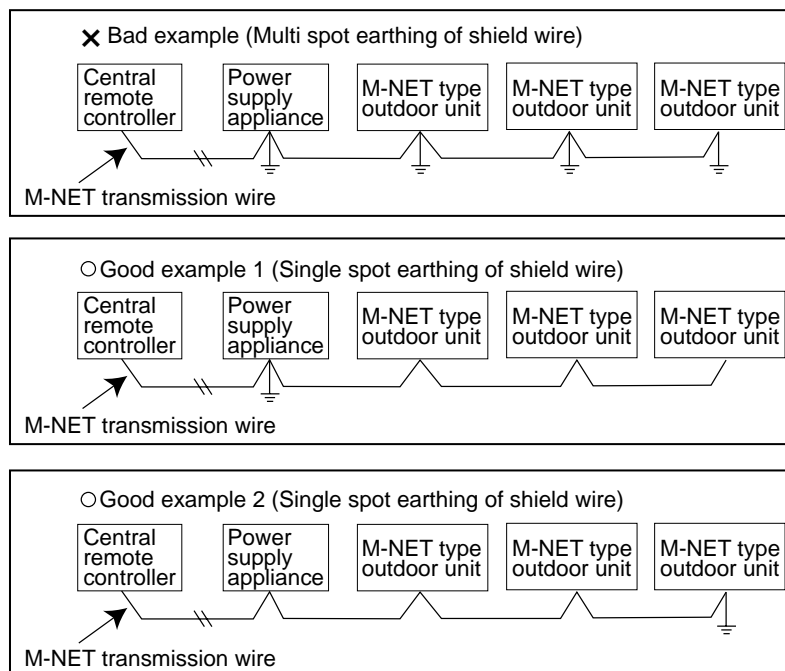 × Bad example (Multi spot earthing of shield wire)
Central
remote
controller
Power
supply
appliance
M-NET type
outdoor unit
M-NET type
outdoor unit
M-NET type
outdoor unit
M-NET transmission wire
○Good example 1 (Single spot earthing of shield wire)
Central
remote
controller
Power
supply
appliance
M-NET type
outdoor unit
M-NET type
outdoor unit
M-NET type
outdoor unit
M-NET transmission wire
○Good example 2 (Single spot earthing of shield wire)
Central
remote
controller
Power
supply
appliance
M-NET type
outdoor unit
M-NET type
outdoor unit
M-NET type
outdoor unit
M-NET transmission wire